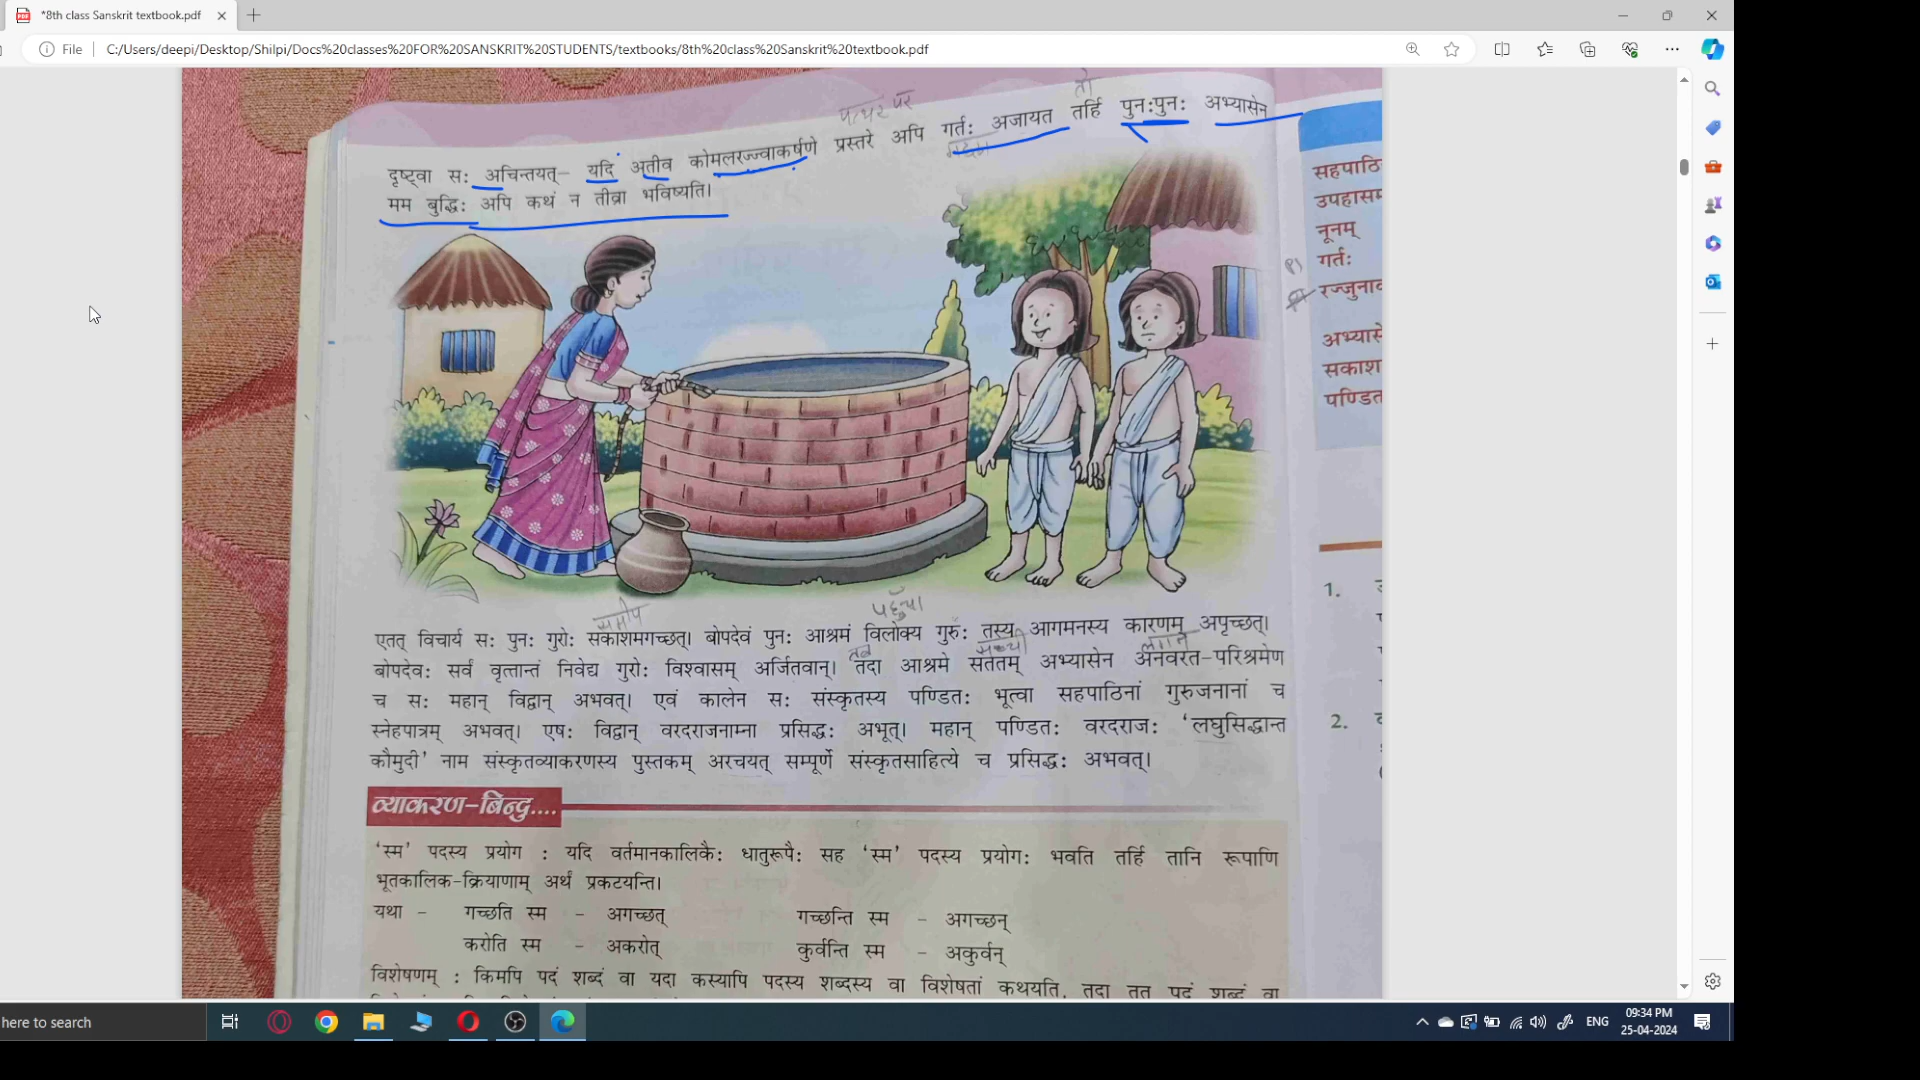 *8th class Sanskrit textbook.pdf
File
C:/Users/deepi/Desktop/Shilpi/Docs%20classes%20FOR%20SANSKRIT%20STUDENTS/textbooks/8th%20class%20Sanskrit%20textbook.pdf
पत्थर पर
तो
दृष्ट्वा सः अचिन्तयत्– यदि अतीव कोमलरज्ज्वाकर्षणे प्रस्तरे अपि गर्तः अजायत तर्हि पुनःपुनः अभ्यासेन
मम बुद्धिः अपि कथं न तीव्रा भविष्यति।
समीप
पहुँचा
एतत् विचार्य सः पुनः गुरोः सकाशमगच्छत्। बोपदेवं पुनः आश्रमं विलोक्य गुरुः तस्य आगमनस्य कारणम् अपृच्छत्।
बोपदेवः सर्वं वृत्तान्तं निवेद्य गुरोः विश्वासम् अर्जितवान्। तदा आश्रमे सततम् अभ्यासेन अनवरत-परिश्रमेण
च सः महान् विद्वान् अभवत्। एवं कालेन सः संस्कृतस्य पण्डितः भूत्वा सहपाठिनां गुरुजनानां च
स्नेहपात्रम् अभवत्। एषः विद्वान् वरदराजनाम्ना प्रसिद्धः अभूत्। महान् पण्डितः वरदराजः 'लघुसिद्धान्त
कौमुदी' नाम संस्कृतव्याकरणस्य पुस्तकम् अरचयत् सम्पूर्णे संस्कृतसाहित्ये च प्रसिद्धः अभवत्।
व्याकरण-बिन्दु....
'स्म' पदस्य प्रयोग : यदि वर्तमानकालिकैः धातुरूपैः सह 'स्म' पदस्य प्रयोगः भवति तर्हि तानि रूपाणि
भूतकालिक-क्रियाणाम् अर्थं प्रकटयन्ति।
यथा – गच्छति स्म – अगच्छत् गच्छन्ति स्म – अगच्छन्
करोति स्म – अकरोत् कुर्वन्ति स्म – अकुर्वन्
विशेषणम् : किमपि पदं शब्दं वा यदा कस्यापि पदस्य शब्दस्य वा विशेषतां कथयति, तदा तत् पदं शब्दं वा
सहपाठि
उपहासम
नूनम्
गर्तः
रज्जुनाव
अभ्यासे
सकाश
पण्डित
1.
2.
here to search
ENG
09:34 PM
25-04-2024